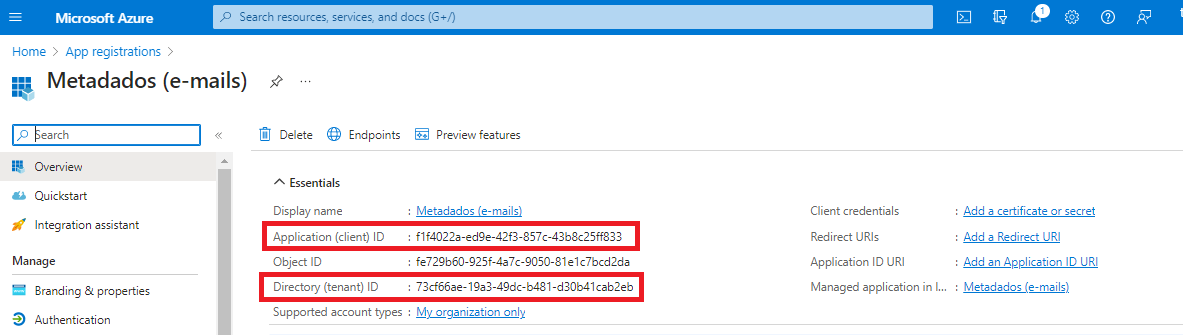 Microsoft Azure
Search resources, services, and docs (G+/)
1
Home > App registrations >
Metadados (e-mails)
Search
Delete
Endpoints
Preview features
Overview
Quickstart
Integration assistant
Manage
Branding & properties
Authentication
Essentials
Display name : Metadados (e-mails)
Application (client) ID : f1f4022a-ed9e-42f3-857c-43b8c25ff833
Object ID : fe729b60-925f-4a7c-9050-81e1c7bcd2da
Directory (tenant) ID : 73cf66ae-19a3-49dc-b481-d30b41cab2eb
Supported account types : My organization only
Client credentials : Add a certificate or secret
Redirect URIs : Add a Redirect URI
Application ID URI : Add an Application ID URI
Managed application in l... : Metadados (e-mails)